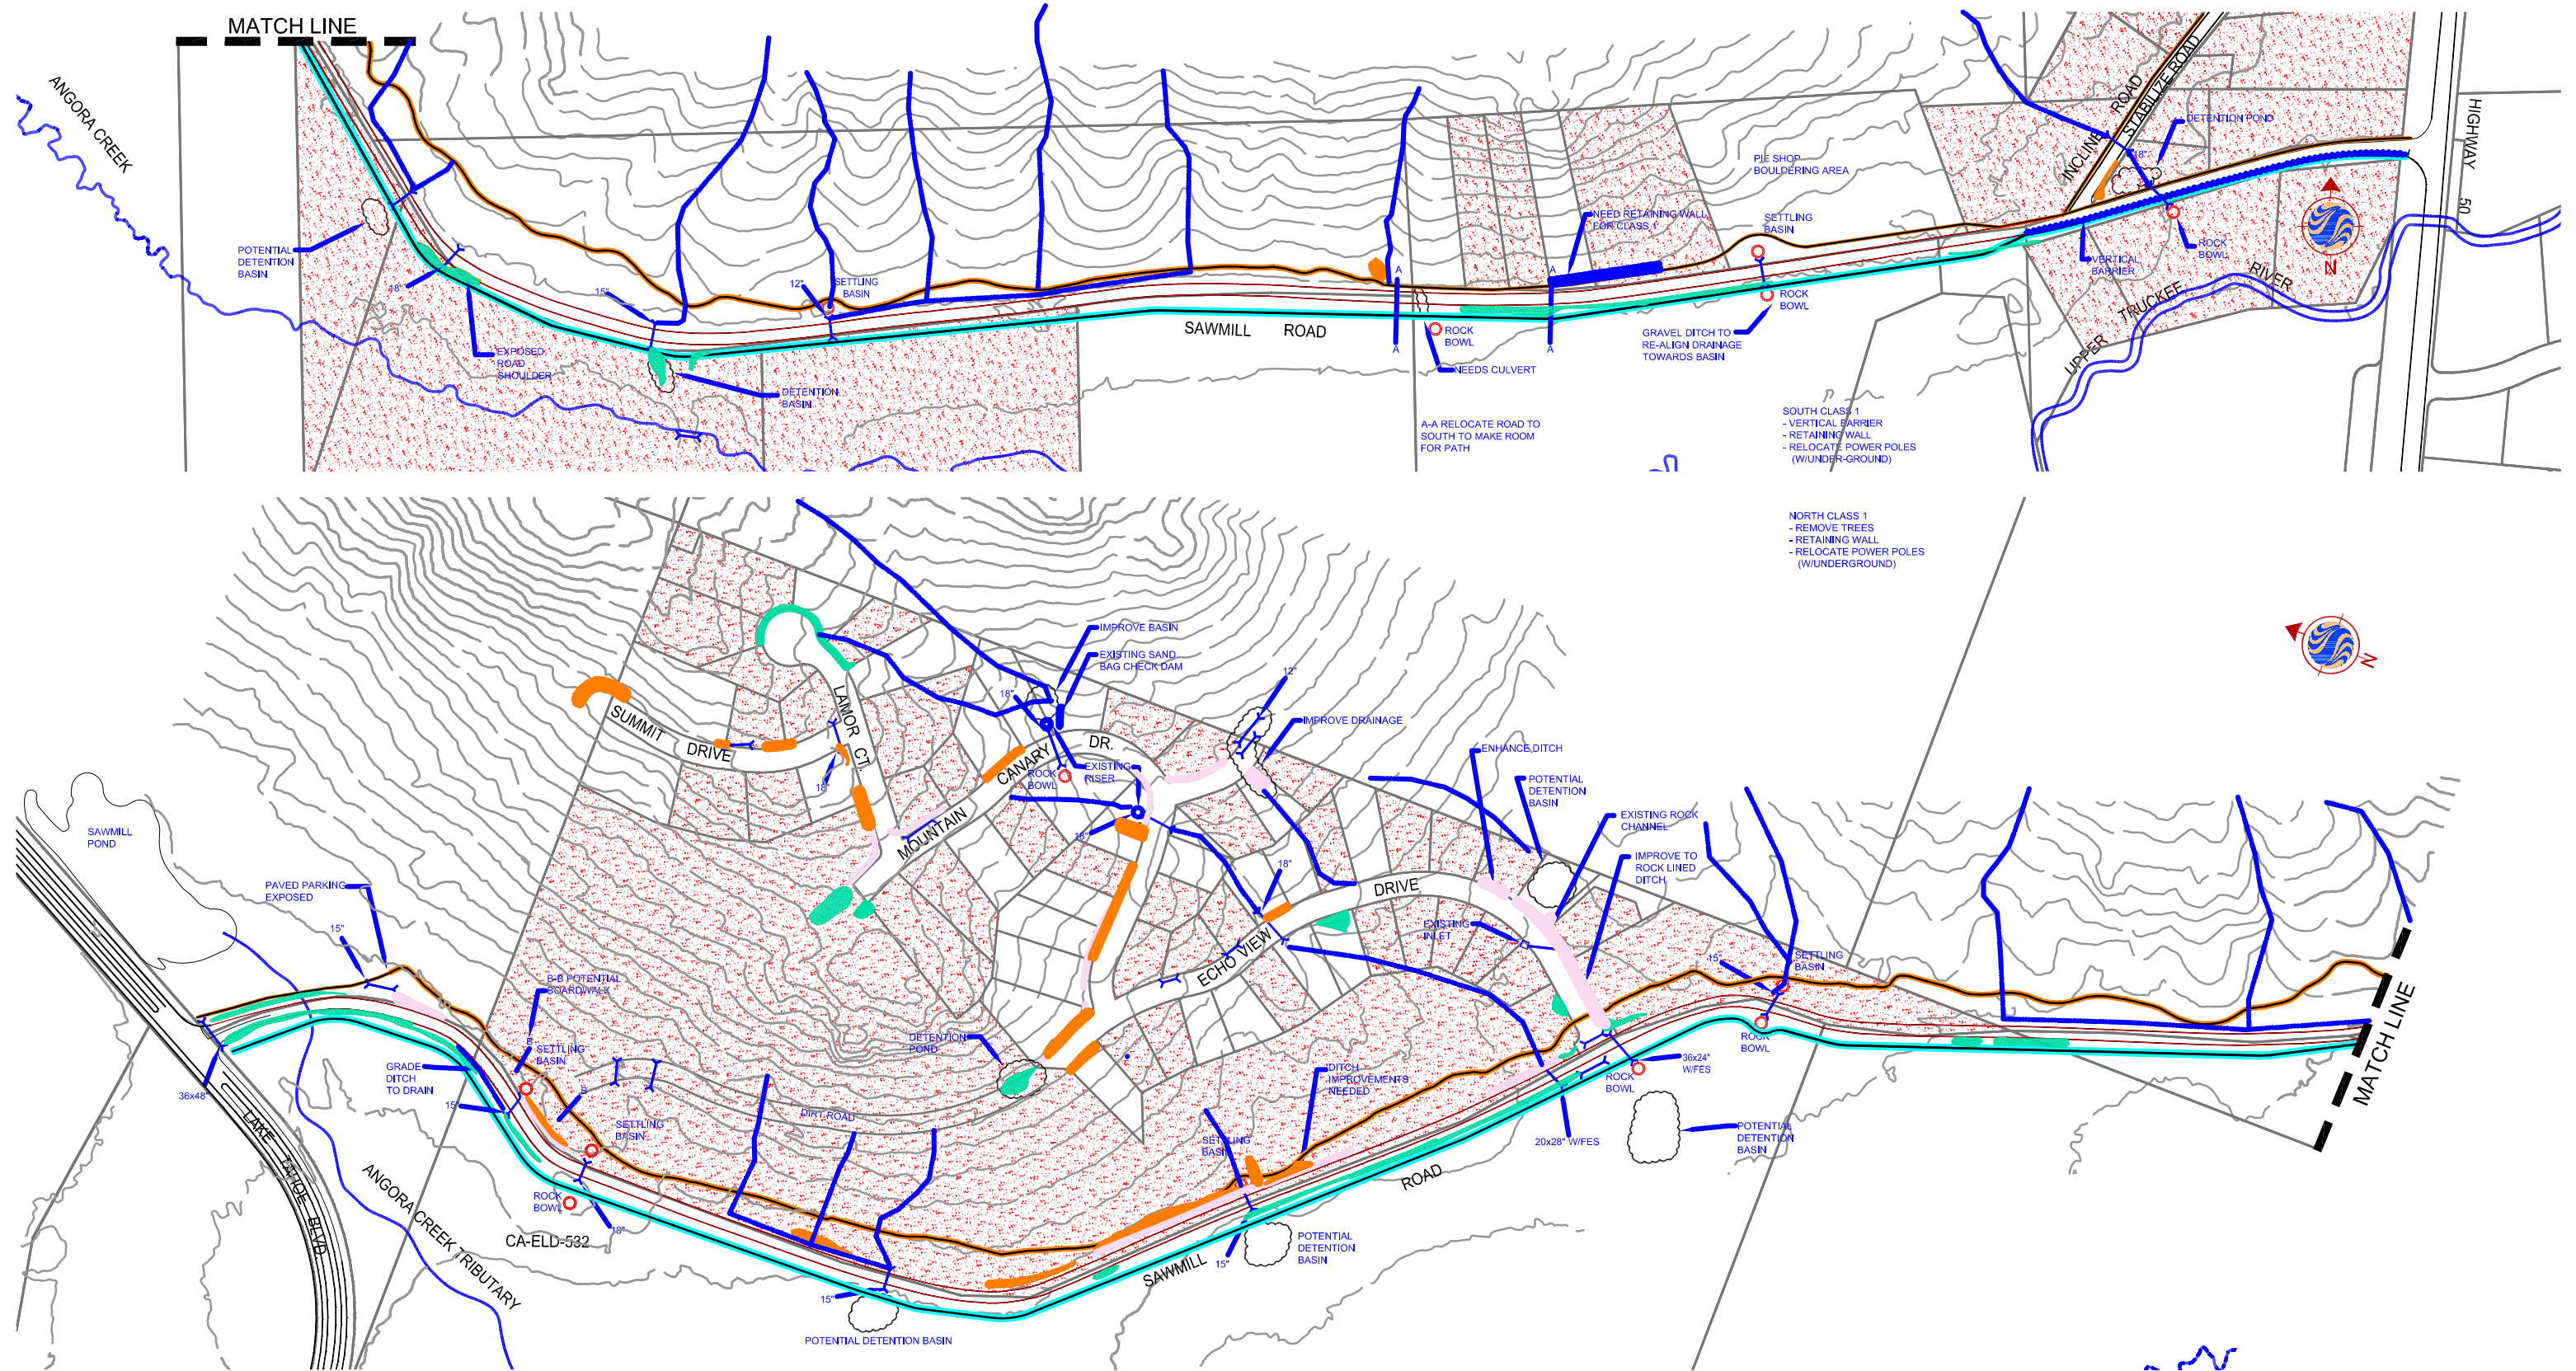 MATCH LINE
ANGORA CREEK
POTENTIAL
DETENTION
BASIN
18"
EXPOSED
ROAD
SHOULDER
15"
DETENTION
BASIN
12"
SETTLING
BASIN
SAWMILL ROAD
A
A
ROCK
BOWL
NEEDS CULVERT
A-A RELOCATE ROAD TO
SOUTH TO MAKE ROOM
FOR PATH
A
A
NEED RETAINING WALL
FOR CLASS 1
PIE SHOP
BOULDERING AREA
SETTLING
BASIN
ROCK
BOWL
GRAVEL DITCH TO
RE-ALIGN DRAINAGE
TOWARDS BASIN
SOUTH CLASS 1
- VERTICAL BARRIER
- RETAINING WALL
- RELOCATE POWER POLES
(W/UNDER-GROUND)
INCLINE ROAD
STABILIZE ROAD
DETENTION POND
18"
ROCK
BOWL
VERTICAL
BARRIER
UPPER TRUCKEE RIVER
HIGHWAY 50
N
NORTH CLASS 1
- REMOVE TREES
- RETAINING WALL
- RELOCATE POWER POLES
(W/UNDERGROUND)
N
IMPROVE BASIN
EXISTING SAND
BAG CHECK DAM
18"
12"
IMPROVE DRAINAGE
LAMOR CT.
SUMMIT DRIVE
18"
MOUNTAIN CANARY DR.
ROCK
BOWL
EXISTING
RISER
18"
ENHANCE DITCH
POTENTIAL
DETENTION
BASIN
EXISTING ROCK
CHANNEL
IMPROVE TO
ROCK LINED
DITCH
18"
ECHO VIEW DRIVE
EXISTING
INLET
15"
SETTLING
BASIN
ROCK
BOWL
MATCH LINE
SAWMILL
POND
PAVED PARKING
EXPOSED
15"
B-B POTENTIAL
BOARDWALK
B
SETTLING
BASIN
B
GRADE
DITCH
TO DRAIN
15"
36x48"
LAKE TAHOE BLVD
SETTLING
BASIN
ROCK
BOWL
18"
CA-ELD-532
ANGORA CREEK TRIBUTARY
DIRT ROAD
DETENTION
POND
15"
POTENTIAL DETENTION BASIN
SETTLING
BASIN
DITCH
IMPROVEMENTS
NEEDED
15"
POTENTIAL
DETENTION
BASIN
SAWMILL ROAD
20x28" W/FES
ROCK
BOWL
36x24"
W/FES
POTENTIAL
DETENTION
BASIN